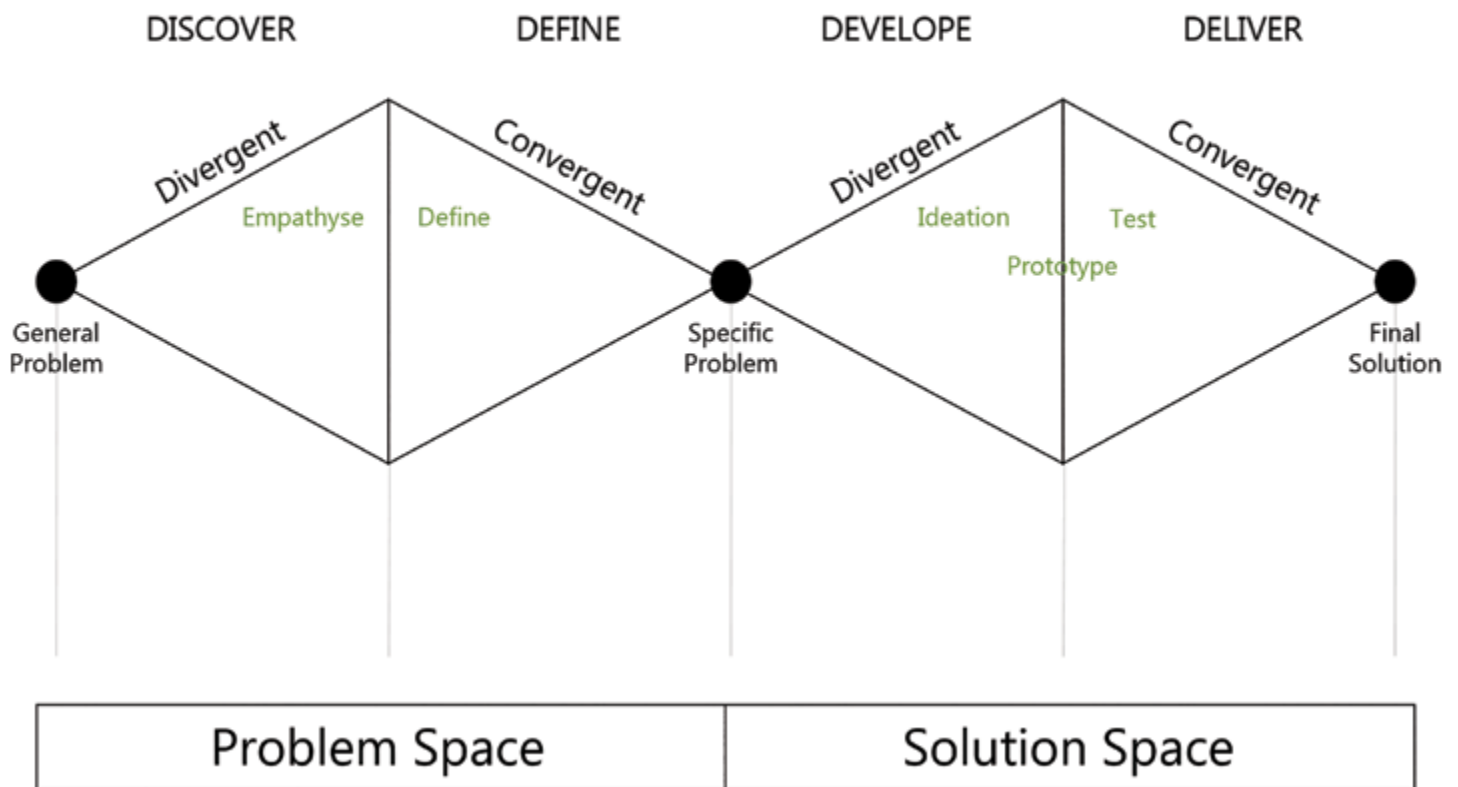 DISCOVER
DEFINE
DEVELOPE
DELIVER
Divergent
Convergent
Divergent
Convergent
Empathyse
Define
Ideation
Test
Prototype
General
Problem
Specific
Problem
Final
Solution
Problem Space
Solution Space